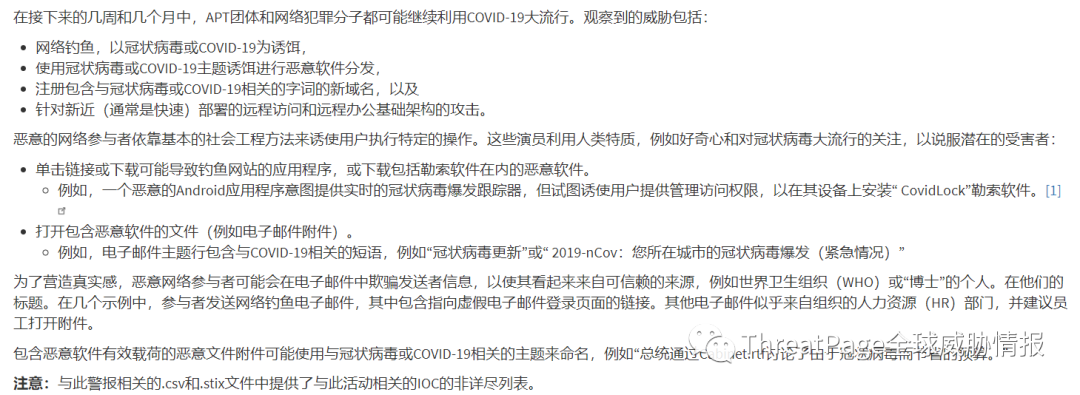 在接下来的几周和几个月中，APT团体和网络犯罪分子都可能继续利用COVID-19大流行。观察到的威胁包括：
网络钓鱼，以冠状病毒或COVID-19为诱饵，
使用冠状病毒或COVID-19主题诱饵进行恶意软件分发，
注册包含与冠状病毒或COVID-19相关的字词的新域名，以及
针对新近（通常是快速）部署的远程访问和远程办公基础架构的攻击。
恶意的网络参与者依靠基本的社会工程方法来诱使用户执行特定的操作。这些演员利用人类特质，例如好奇心和对冠状病毒大流行的关注，以说服潜在的受害者：
单击链接或下载可能导致钓鱼网站的应用程序，或下载包括勒索软件在内的恶意软件。
例如，一个恶意的Android应用程序意图提供实时的冠状病毒爆发跟踪器，但试图诱使用户提供管理访问权限，以在其设备上安装“ CovidLock”勒索软件。[1]
打开包含恶意软件的文件（例如电子邮件附件）。
例如，电子邮件主题行包含与COVID-19相关的短语，例如“冠状病毒更新”或“ 2019-nCov：您所在城市的冠状病毒爆发（紧急情况）”
为了营造真实感，恶意网络参与者可能会在电子邮件中欺骗发送者信息，以使其看起来来自可信赖的来源，例如世界卫生组织（WHO）或“博士”的个人。在他们的
标题。在几个示例中，参与者发送网络钓鱼电子邮件，其中包含指向虚假电子邮件登录页面的链接。其他电子邮件似乎来自组织的人力资源（HR）部门，并建议员
工打开附件。
包含恶意软件有效载荷的恶意文件附件可能使用与冠状病毒或COVID-19相关的主题来命名，例如“总统通过
ThreatPage全球威胁情报
注意：与此警报相关的.csv和.stix文件中提供了与此活动相关的IOC的非详尽列表。